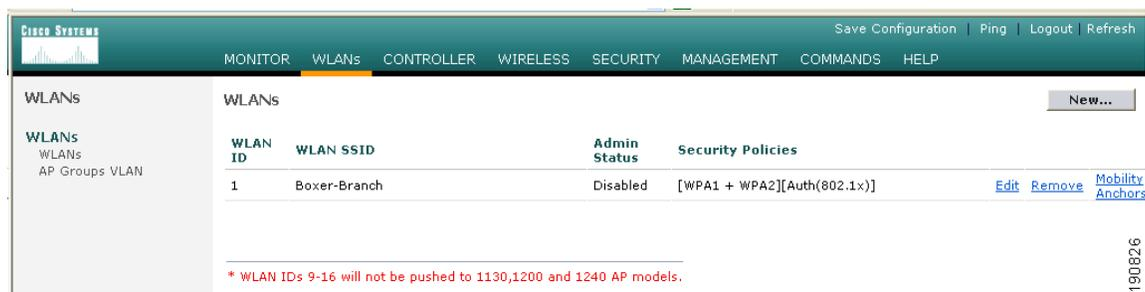 CISCO SYSTEMS
Save Configuration | Ping | Logout | Refresh
MONITOR WLANs CONTROLLER WIRELESS SECURITY MANAGEMENT COMMANDS HELP
WLANs
WLANs
WLANs
AP Groups VLAN
WLANs
New...
WLAN ID WLAN SSID Admin Status Security Policies
1 Boxer-Branch Disabled [WPA1 + WPA2][Auth(802.1x)] Edit Remove Mobility Anchors
* WLAN IDs 9-16 will not be pushed to 1130,1200 and 1240 AP models.
190826